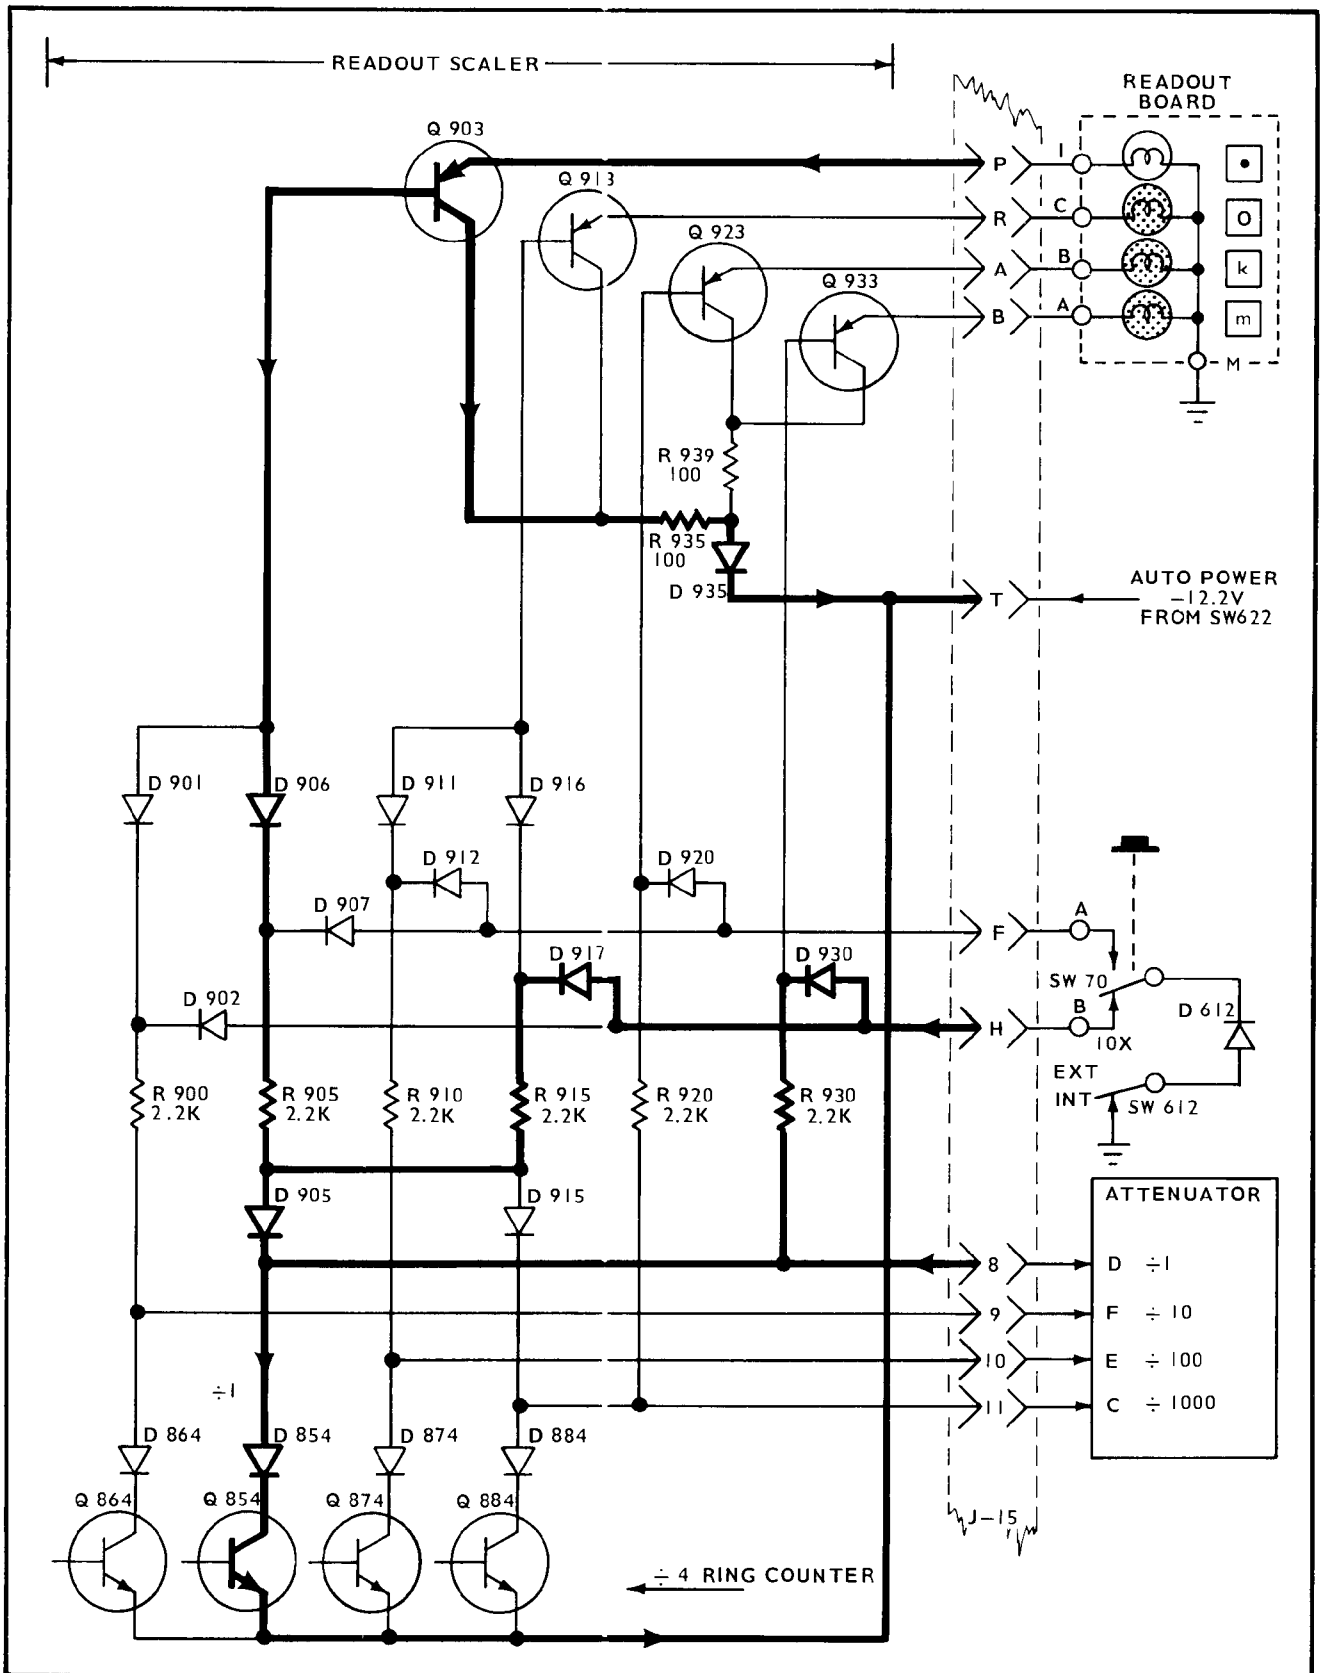 READOUT SCALER
READOUT
BOARD
Q 903
P
I
•
Q 913
R
C
O
Q 923
A
B
k
Q 933
B
A
m
M
R 939
100
R 935
100
D 935
T
AUTO POWER
-12.2V
FROM SW622
D 901
D 906
D 911
D 916
D 912
D 920
D 907
F
A
D 917
D 930
SW 70
D 902
H
B
10X
D 612
EXT
INT
SW 612
R 900
2.2K
R 905
2.2K
R 910
2.2K
R 915
2.2K
R 920
2.2K
R 930
2.2K
D 905
D 915
ATTENUATOR
8
D ÷1
9
F ÷ 10
10
E ÷ 100
11
C ÷ 1000
÷1
D 864
D 854
D 874
D 884
Q 864
Q 854
Q 874
Q 884
J-15
÷ 4 RING COUNTER